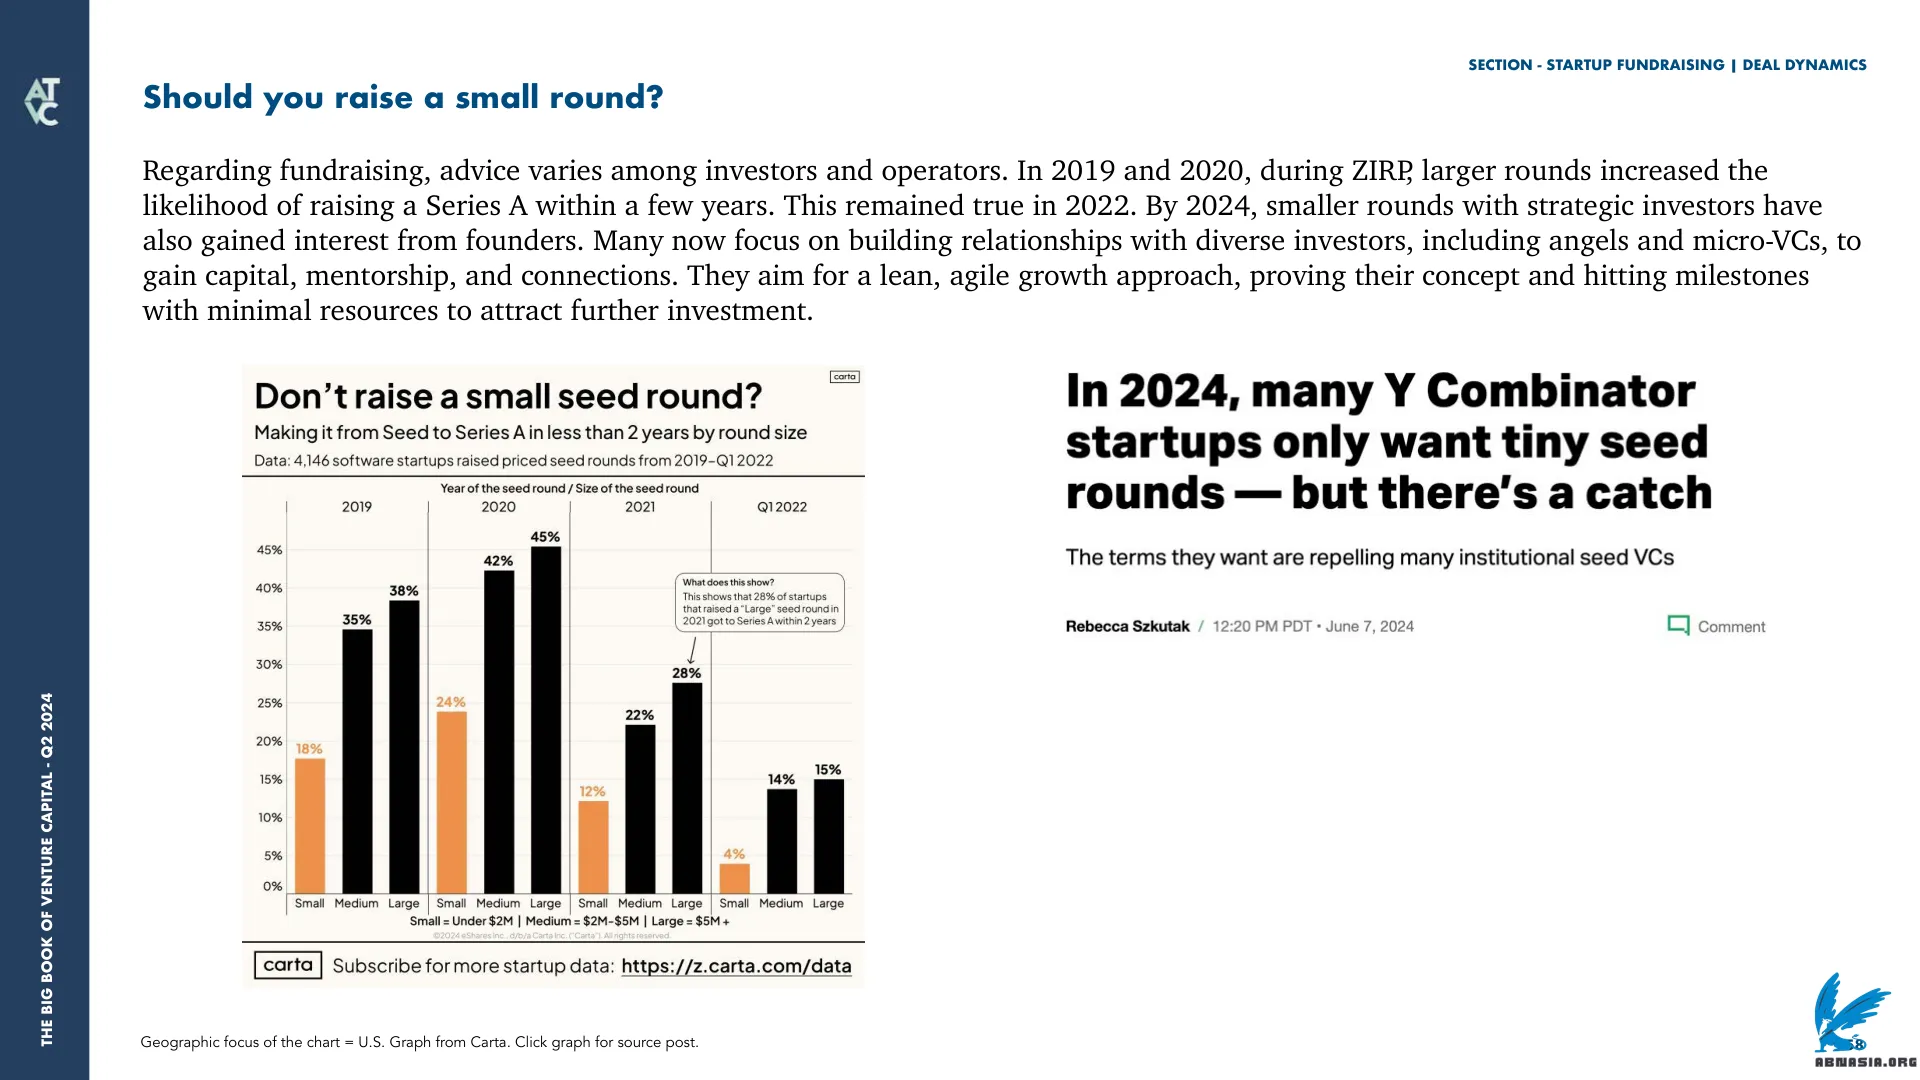 SECTION - STARTUP FUNDRAISING | DEAL DYNAMICS
AT
VC
Should you raise a small round?
Regarding fundraising, advice varies among investors and operators. In 2019 and 2020, during ZIRP, larger rounds increased the
likelihood of raising a Series A within a few years. This remained true in 2022. By 2024, smaller rounds with strategic investors have
also gained interest from founders. Many now focus on building relationships with diverse investors, including angels and micro-VCs, to
gain capital, mentorship, and connections. They aim for a lean, agile growth approach, proving their concept and hitting milestones
with minimal resources to attract further investment.
carta
Don't raise a small seed round?
Making it from Seed to Series A in less than 2 years by round size
Data: 4,146 software startups raised priced seed rounds from 2019–Q1 2022
Year of the seed round / Size of the seed round
2019 2020 2021 Q1 2022
45%
40%
35%
30%
25%
20%
15%
10%
5%
0%
18% 35% 38%
24% 42% 45%
12% 22% 28%
4% 14% 15%
What does this show?
This shows that 28% of startups
that raised a "Large" seed round in
2021 got to Series A within 2 years
Small Medium Large Small Medium Large Small Medium Large Small Medium Large
Small = Under $2M | Medium = $2M-$5M | Large = $5M +
©2024 eShares Inc., d/b/a Carta Inc. ("Carta"). All rights reserved.
carta Subscribe for more startup data: https://z.carta.com/data
In 2024, many Y Combinator
startups only want tiny seed
rounds — but there's a catch
The terms they want are repelling many institutional seed VCs
Rebecca Szkutak / 12:20 PM PDT • June 7, 2024
Comment
THE BIG BOOK OF VENTURE CAPITAL - Q2 2024
Geographic focus of the chart = U.S. Graph from Carta. Click graph for source post.
ABNASIA.ORG